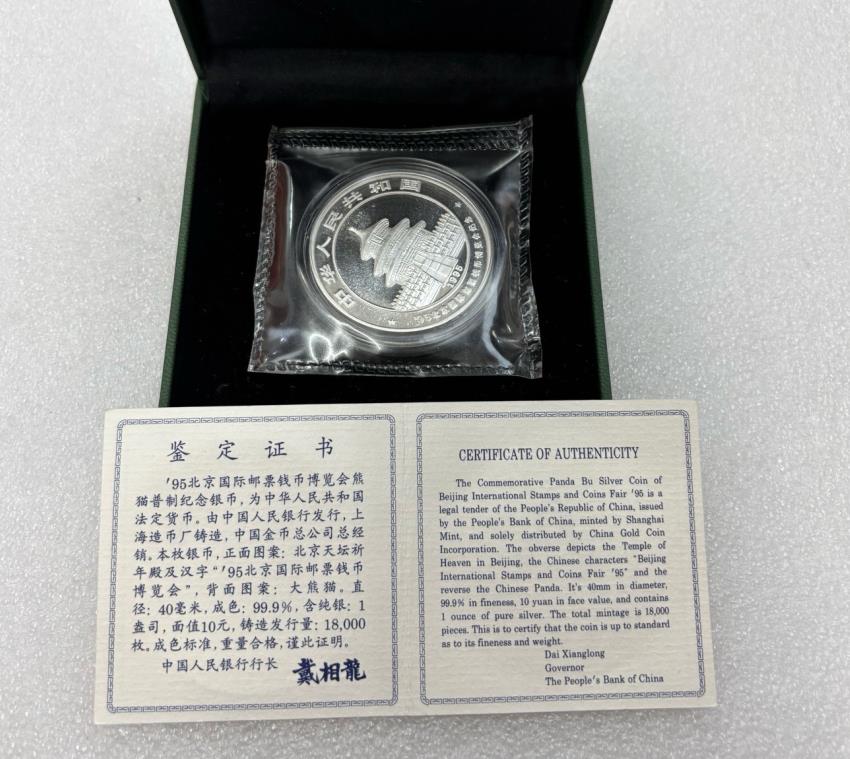 中华人民共和国
1995
鉴定证书
'95北京国际邮票钱币博览会熊
猫普制纪念银币，为中华人民共和国
法定货币。由中国人民银行发行，上
海造币厂铸造，中国金币总公司总经
销。本枚银币，正面图案：北京天坛祈
年殿及汉字“'95北京国际邮票钱币
博览会”，背面图案：大熊猫。直
径：40毫米，成色：99.9%，含纯银：1
盎司，面值10元，铸造发行量：18,000
枚。成色标准，重量合格，谨此证明。
中国人民银行行长 戴相龍
CERTIFICATE OF AUTHENTICITY
The Commemorative Panda Bu Silver Coin of
Beijing International Stamps and Coins Fair '95 is a
legal tender of the People's Republic of China, issued
by the People's Bank of China, minted by Shanghai
Mint, and solely distributed by China Gold Coin
Incorporation. The obverse depicts the Temple of
Heaven in Beijing, the Chinese characters "Beijing
International Stamps and Coins Fair '95" and the
reverse the Chinese Panda. It's 40mm in diameter,
99.9% in fineness, 10 yuan in face value, and contains
1 ounce of pure silver. The total mintage is 18,000
pieces. This is to certify that the coin is up to standard
as to its fineness and weight.
Dai Xianglong
Governor
The People's Bank of China